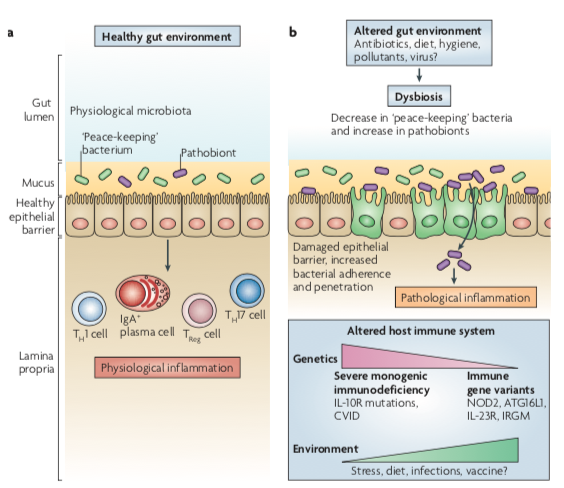 a
Healthy gut environment
Gut
lumen
Physiological microbiota
'Peace-keeping'
bacterium
Pathobiont
Mucus
Healthy
epithelial
barrier
TH1 cell
IgA+
plasma cell
TReg cell
TH17 cell
Lamina
propria
Physiological inflammation
b
Altered gut environment
Antibiotics, diet, hygiene,
pollutants, virus?
Dysbiosis
Decrease in 'peace-keeping' bacteria
and increase in pathobionts
Damaged epithelial
barrier, increased
bacterial adherence
and penetration
Pathological inflammation
Altered host immune system
Genetics
Severe monogenic
immunodeficiency
IL-10R mutations,
CVID
Immune
gene variants
NOD2, ATG16L1,
IL-23R, IRGM
Environment
Stress, diet, infections, vaccine?